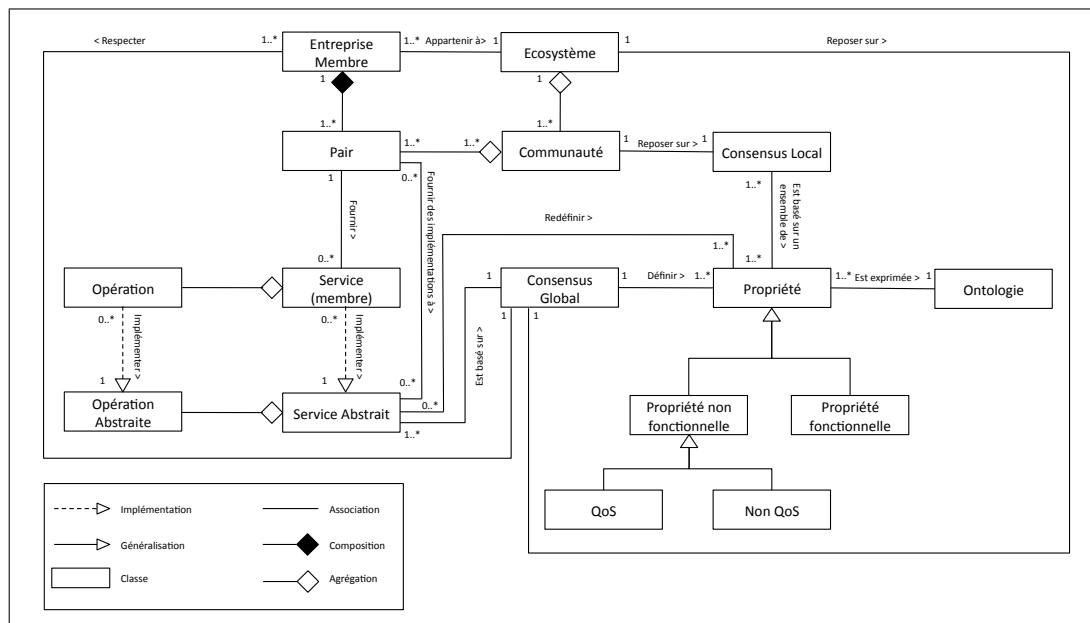 < Respecter
1..*
Entreprise
Membre
1..*
Appartenir à>
1
Ecosystème
1
Reposer sur >
1
1
1..*
1..*
Pair
1..*
1..*
Communauté
1
Reposer sur >
1
Consensus Local
1
0..*
1..*
Fournir >
Fournir des implémentations à >
Est basé sur un
ensemble de >
Redéfinir >
0..*
1..*
1..*
Opération
Service
(membre)
1
Consensus
Global
1
Définir >
1..*
Propriété
1..*
Est exprimée >
1
Ontologie
0..*
Implémenter >
0..*
Implémenter >
1
1
Est basé sur >
1
1
0..*
Opération
Abstraite
Service Abstrait
0..*
1..*
Propriété non
fonctionnelle
Propriété
fonctionnelle
QoS
Non QoS
Implémentation
Association
Généralisation
Composition
Classe
Agrégation